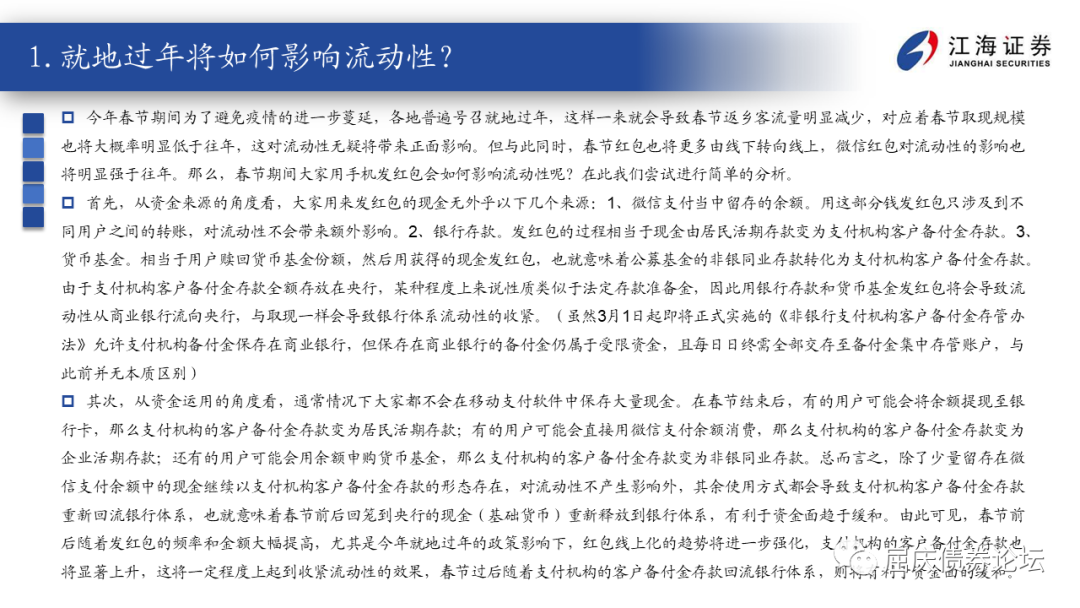 1.就地过年将如何影响流动性？
江海证券
JIANGHAI SECURITIES
今年春节期间为了避免疫情的进一步蔓延，各地普遍号召就地过年，这样一来就会导致春节返乡客流量明显减少，对应着春节取现规模
也将大概率明显低于往年，这对流动性无疑将带来正面影响。但与此同时，春节红包也将更多由线下转向线上，微信红包对流动性的影响也
将明显强于往年。那么，春节期间大家用手机发红包会如何影响流动性呢？在此我们尝试进行简单的分析。
首先，从资金来源的角度看，大家用来发红包的现金无外乎以下几个来源：1、微信支付当中留存的余额。用这部分钱发红包只涉及到不
同用户之间的转账，对流动性不会带来额外影响。2、银行存款。发红包的过程相当于现金由居民活期存款变为支付机构客户备付金存款。3、
货币基金。相当于用户赎回货币基金份额，然后用获得的现金发红包，也就意味着公募基金的非银同业存款转化为支付机构客户备付金存款。
由于支付机构客户备付金存款全额存放在央行，某种程度上来说性质类似于法定存款准备金，因此用银行存款和货币基金发红包将会导致流
动性从商业银行流向央行，与取现一样会导致银行体系流动性的收紧。（虽然3月1日起即将正式实施的《非银行支付机构客户备付金存管办
法》允许支付机构备付金保存在商业银行，但保存在商业银行的备付金仍属于受限资金，且每日日终需全部交存至备付金集中存管账户，与
此前并无本质区别）
其次，从资金运用的角度看，通常情况下大家都不会在移动支付软件中保存大量现金。在春节结束后，有的用户可能会将余额提现至银
行卡，那么支付机构的客户备付金存款变为居民活期存款；有的用户可能会直接用微信支付余额消费，那么支付机构的客户备付金存款变为
企业活期存款；还有的用户可能会用余额申购货币基金，那么支付机构的客户备付金存款变为非银同业存款。总而言之，除了少量留存在微
信支付余额中的现金继续以支付机构客户备付金存款的形态存在，对流动性不产生影响外，其余使用方式都会导致支付机构客户备付金存款
重新回流银行体系，也就意味着春节前后回笼到央行的现金（基础货币）重新释放到银行体系，有利于资金面趋于缓和。由此可见，春节前
后随着发红包的频率和金额大幅提高，尤其是今年就地过年的政策影响下，红包线上化的趋势将进一步强化，支付机构的客户备付金存款也
将显著上升，这将一定程度上起到收紧流动性的效果，春节过后随着支付机构的客户备付金存款回流银行体系，则将有利于资金面的缓和。
屈庆债券论坛